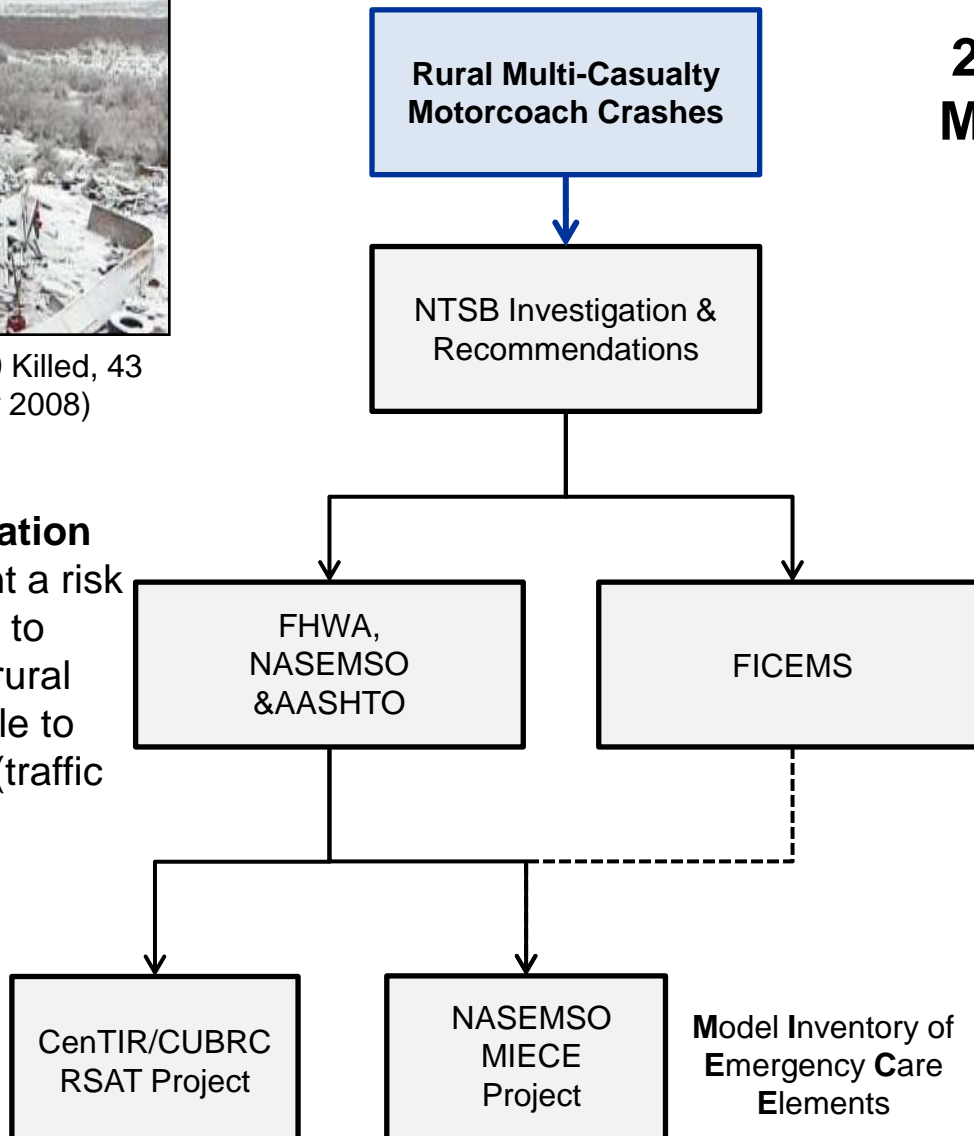 Rural Multi-Casualty
Motorcoach Crashes
2
M
NTSB Investigation &
Recommendations
Killed, 43
2008)
ation
nt a risk
to
rural
le to
(traffic
FHWA,
NASEMSO
&AASHTO
FICEMS
CenTIR/CUBRC
RSAT Project
NASEMSO
MIECE
Project
Model Inventory of
Emergency Care
Elements